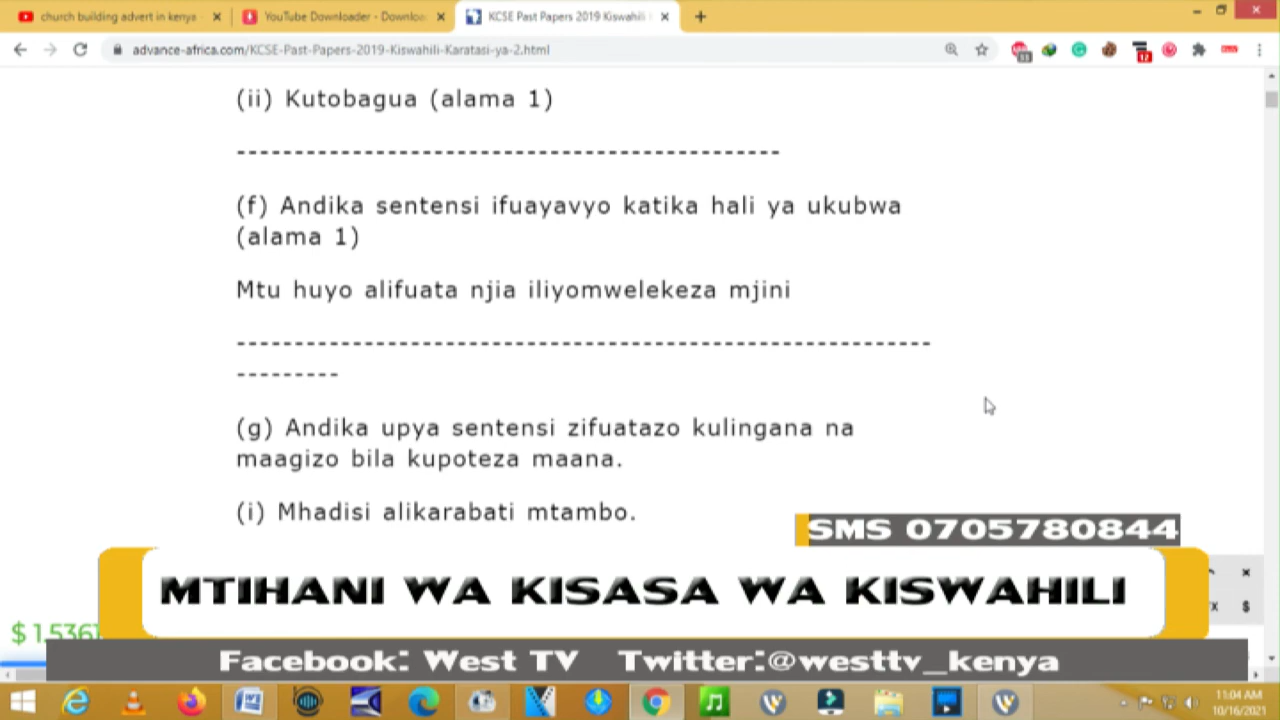 church building advert in kenya
YouTube Downloader - Downloa
KCSE Past Papers 2019 Kiswahili
advance-africa.com/KCSE-Past-Papers-2019-Kiswahili-Karatasi-ya-2.html
(ii) Kutobagua (alama 1)
-----------------------------------------------
(f) Andika sentensi ifuayavyo katika hali ya ukubwa
(alama 1)
Mtu huyo alifuata njia iliyomwelekeza mjini
------------------------------------------------------------
---------
(g) Andika upya sentensi zifuatazo kulingana na
maagizo bila kupoteza maana.
(i) Mhadisi alikarabati mtambo.
SMS 0705780844
MTIHANI WA KISASA WA KISWAHILI
$ 1.5361
Facebook: West TV Twitter:@westtv_kenya
11:04 AM
10/16/2021